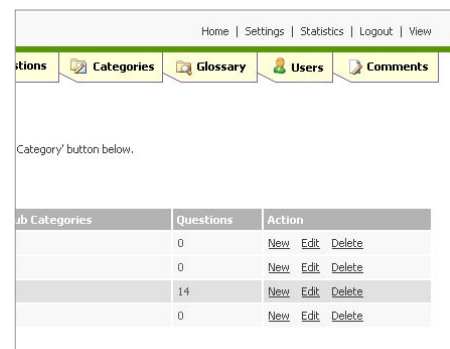 Home | Settings | Statistics | Logout | View
stions Categories Glossary Users Comments
Category' button below.
ub Categories Questions Action
0 New Edit Delete
0 New Edit Delete
14 New Edit Delete
0 New Edit Delete